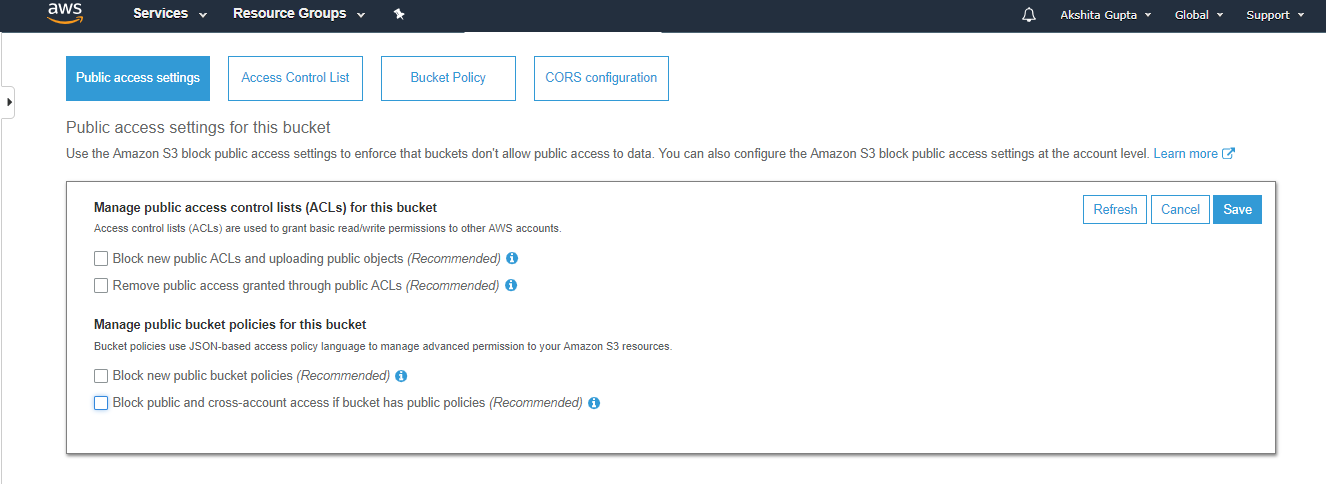 aws Services Resource Groups Akshita Gupta Global Support
Public access settings Access Control List Bucket Policy CORS configuration
Public access settings for this bucket
Use the Amazon S3 block public access settings to enforce that buckets don't allow public access to data. You can also configure the Amazon S3 block public access settings at the account level. Learn more
Manage public access control lists (ACLs) for this bucket Refresh Cancel Save
Access control lists (ACLs) are used to grant basic read/write permissions to other AWS accounts.
Block new public ACLs and uploading public objects (Recommended)
Remove public access granted through public ACLs (Recommended)
Manage public bucket policies for this bucket
Bucket policies use JSON-based access policy language to manage advanced permission to your Amazon S3 resources.
Block new public bucket policies (Recommended)
Block public and cross-account access if bucket has public policies (Recommended)